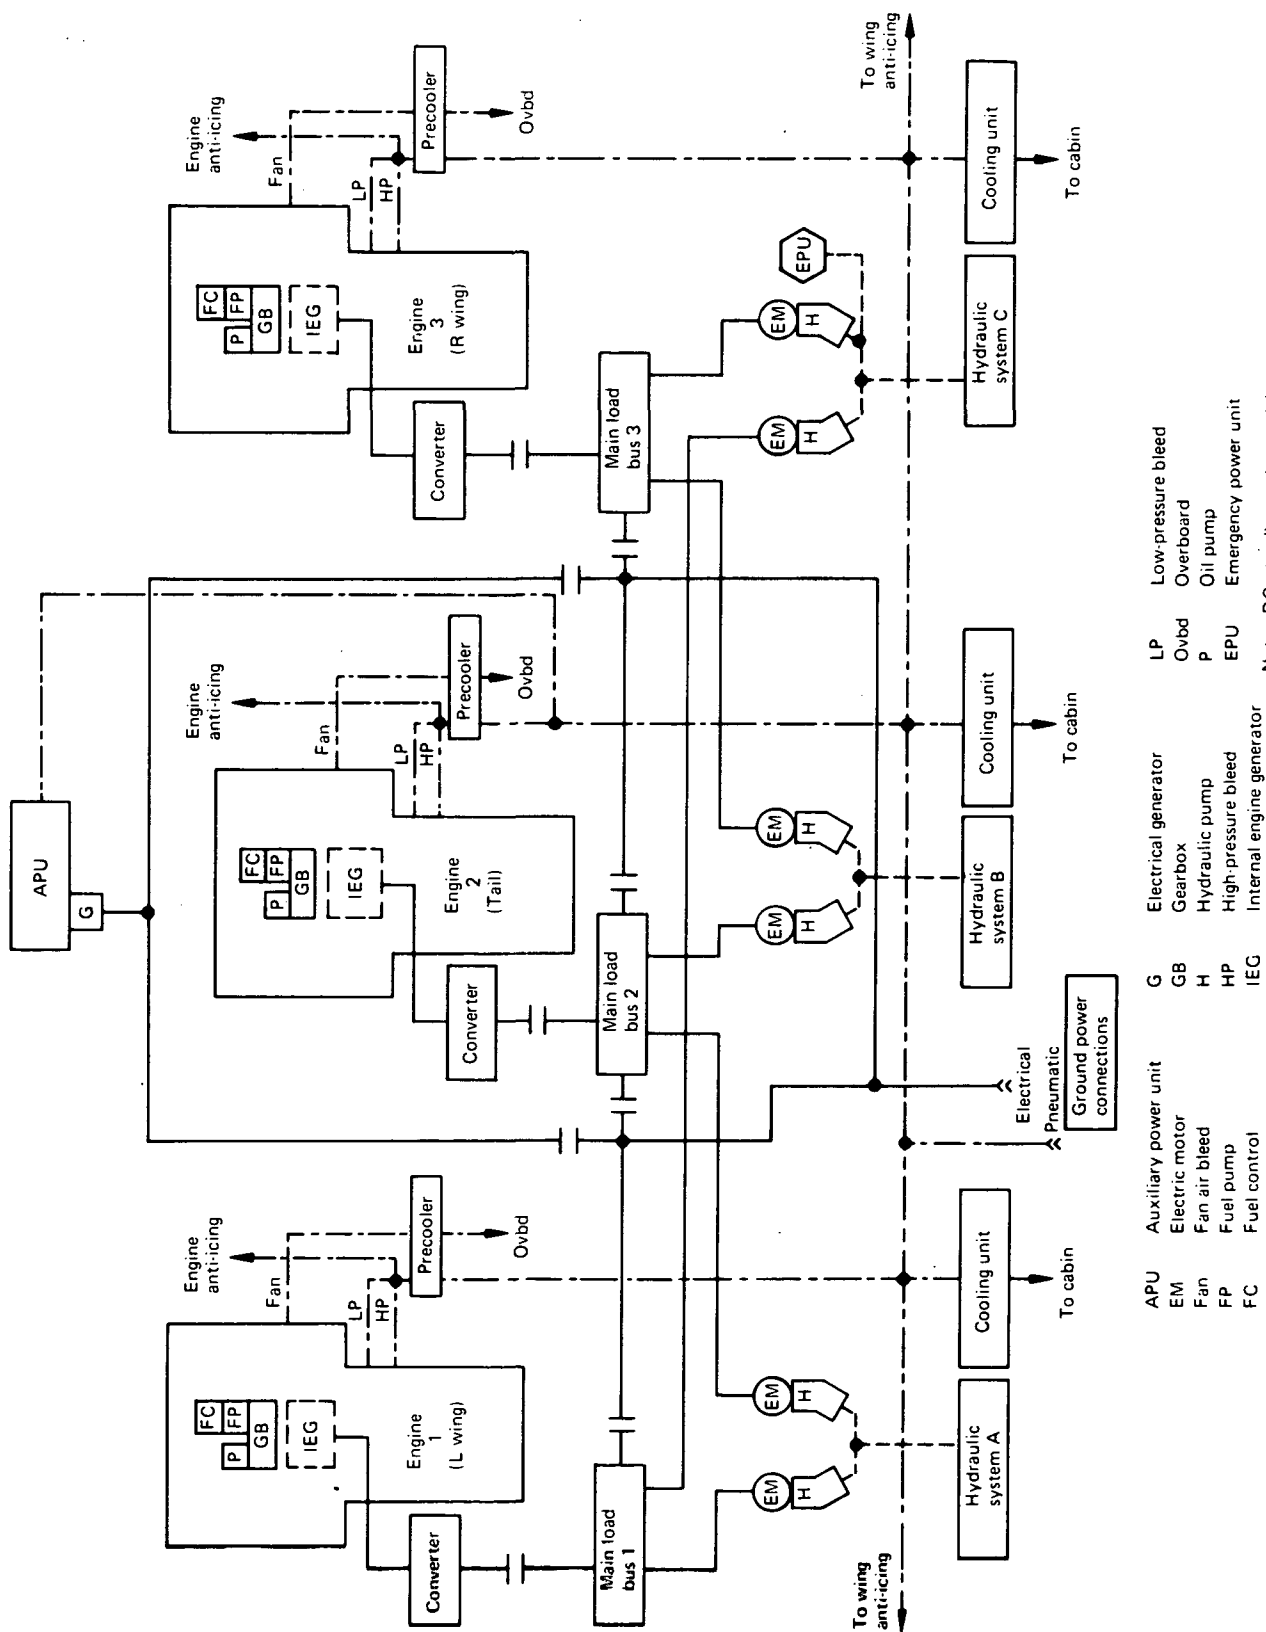 APU
G
Engine
anti-icing
Fan
LP
HP
Precooler
Ovbd
FC
P
FP
GB
IEG
Engine
1
(L wing)
Converter
Engine
anti-icing
Fan
LP
HP
Precooler
Ovbd
FC
P
FP
GB
IEG
Engine
2
(Tail)
Converter
Engine
anti-icing
Fan
LP
HP
Precooler
Ovbd
FC
P
FP
GB
IEG
Engine
3
(R wing)
Converter
Main load
bus 1
Main load
bus 2
Main load
bus 3
EM
H
EM
H
EM
H
EM
H
EM
H
EM
H
EPU
To wing
anti-icing
To wing
anti-icing
Hydraulic
system A
Cooling unit
To cabin
Electrical
Pneumatic
Ground power
connections
Hydraulic
system B
Cooling unit
To cabin
Hydraulic
system C
Cooling unit
To cabin
APU Auxiliary power unit
EM Electric motor
Fan Fan air bleed
FP Fuel pump
FC Fuel control
G Electrical generator
GB Gearbox
H Hydraulic pump
HP High-pressure bleed
IEG Internal engine generator
LP Low-pressure bleed
Ovbd Overboard
P Oil pump
EPU Emergency power unit